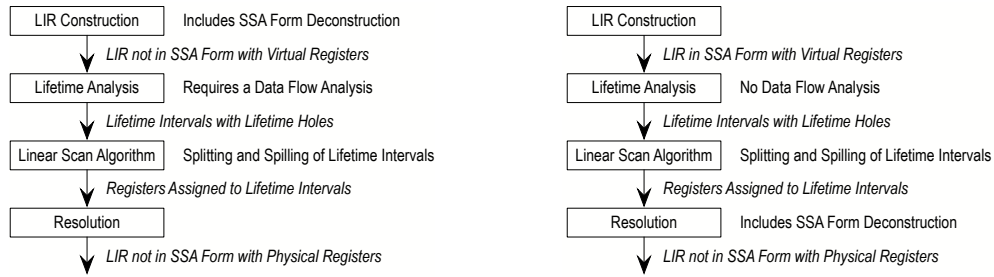 LIR Construction Includes SSA Form Deconstruction
LIR not in SSA Form with Virtual Registers
Lifetime Analysis Requires a Data Flow Analysis
Lifetime Intervals with Lifetime Holes
Linear Scan Algorithm Splitting and Spilling of Lifetime Intervals
Registers Assigned to Lifetime Intervals
Resolution
LIR not in SSA Form with Physical Registers
LIR Construction
LIR in SSA Form with Virtual Registers
Lifetime Analysis No Data Flow Analysis
Lifetime Intervals with Lifetime Holes
Linear Scan Algorithm Splitting and Spilling of Lifetime Intervals
Registers Assigned to Lifetime Intervals
Resolution Includes SSA Form Deconstruction
LIR not in SSA Form with Physical Registers